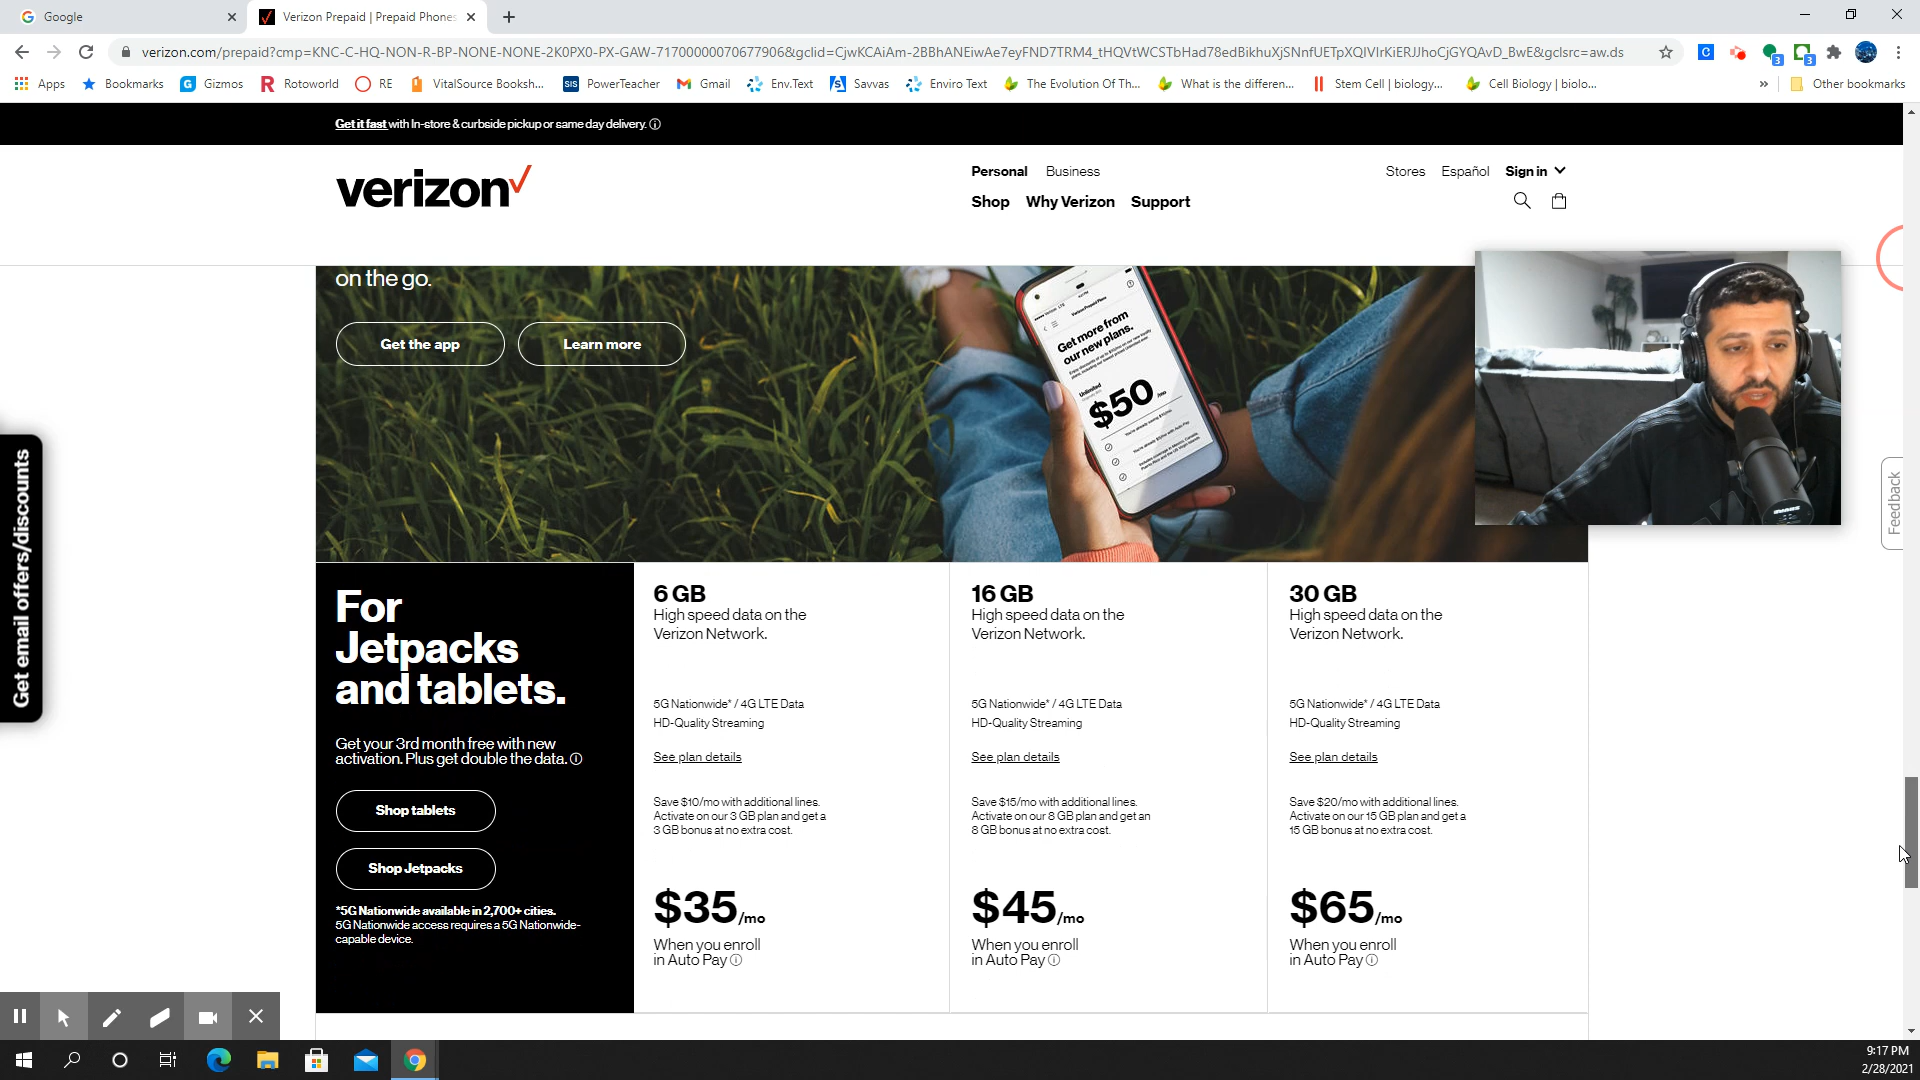 Google
Verizon Prepaid | Prepaid Phones
verizon.com/prepaid?cmp=KNC-C-HQ-NON-R-BP-NONE-NONE-2K0PX0-PX-GAW-71700000070677906&gclid=CjwKCAiAm-2BBhANEiwAe7eyFND7TRM4_tHQVtWCSTbHad78edBikhuXjSNnfUETpXQIVlrKiERJJhoCjGYQAvD_BwE&gclsrc=aw.ds
C 3 3
Apps Bookmarks Gizmos Rotoworld RE VitalSource Booksh... PowerTeacher Gmail Env.Text Savvas Enviro Text The Evolution Of Th... What is the differen... Stem Cell | biology... Cell Biology | biolo... » Other bookmarks
Get it fast with In-store & curbside pickup or same day delivery.
verizon
Personal Business
Stores Español Sign in
Shop Why Verizon Support
on the go.
Get the app Learn more
Verizon Prepaid Plans
Get more from
our new plans.
Unlimited
$50 /mo
Get email offers/discounts
Feedback
For
Jetpacks
and tablets.
Get your 3rd month free with new
activation. Plus get double the data.
Shop tablets
Shop Jetpacks
*5G Nationwide available in 2,700+ cities.
5G Nationwide access requires a 5G Nationwide-
capable device.
6 GB
High speed data on the
Verizon Network.
5G Nationwide* / 4G LTE Data
HD-Quality Streaming
See plan details
Save $10/mo with additional lines.
Activate on our 3 GB plan and get a
3 GB bonus at no extra cost.
$35/mo
When you enroll
in Auto Pay
16 GB
High speed data on the
Verizon Network.
5G Nationwide* / 4G LTE Data
HD-Quality Streaming
See plan details
Save $15/mo with additional lines.
Activate on our 8 GB plan and get an
8 GB bonus at no extra cost.
$45/mo
When you enroll
in Auto Pay
30 GB
High speed data on the
Verizon Network.
5G Nationwide* / 4G LTE Data
HD-Quality Streaming
See plan details
Save $20/mo with additional lines.
Activate on our 15 GB plan and get a
15 GB bonus at no extra cost.
$65/mo
When you enroll
in Auto Pay
9:17 PM
2/28/2021